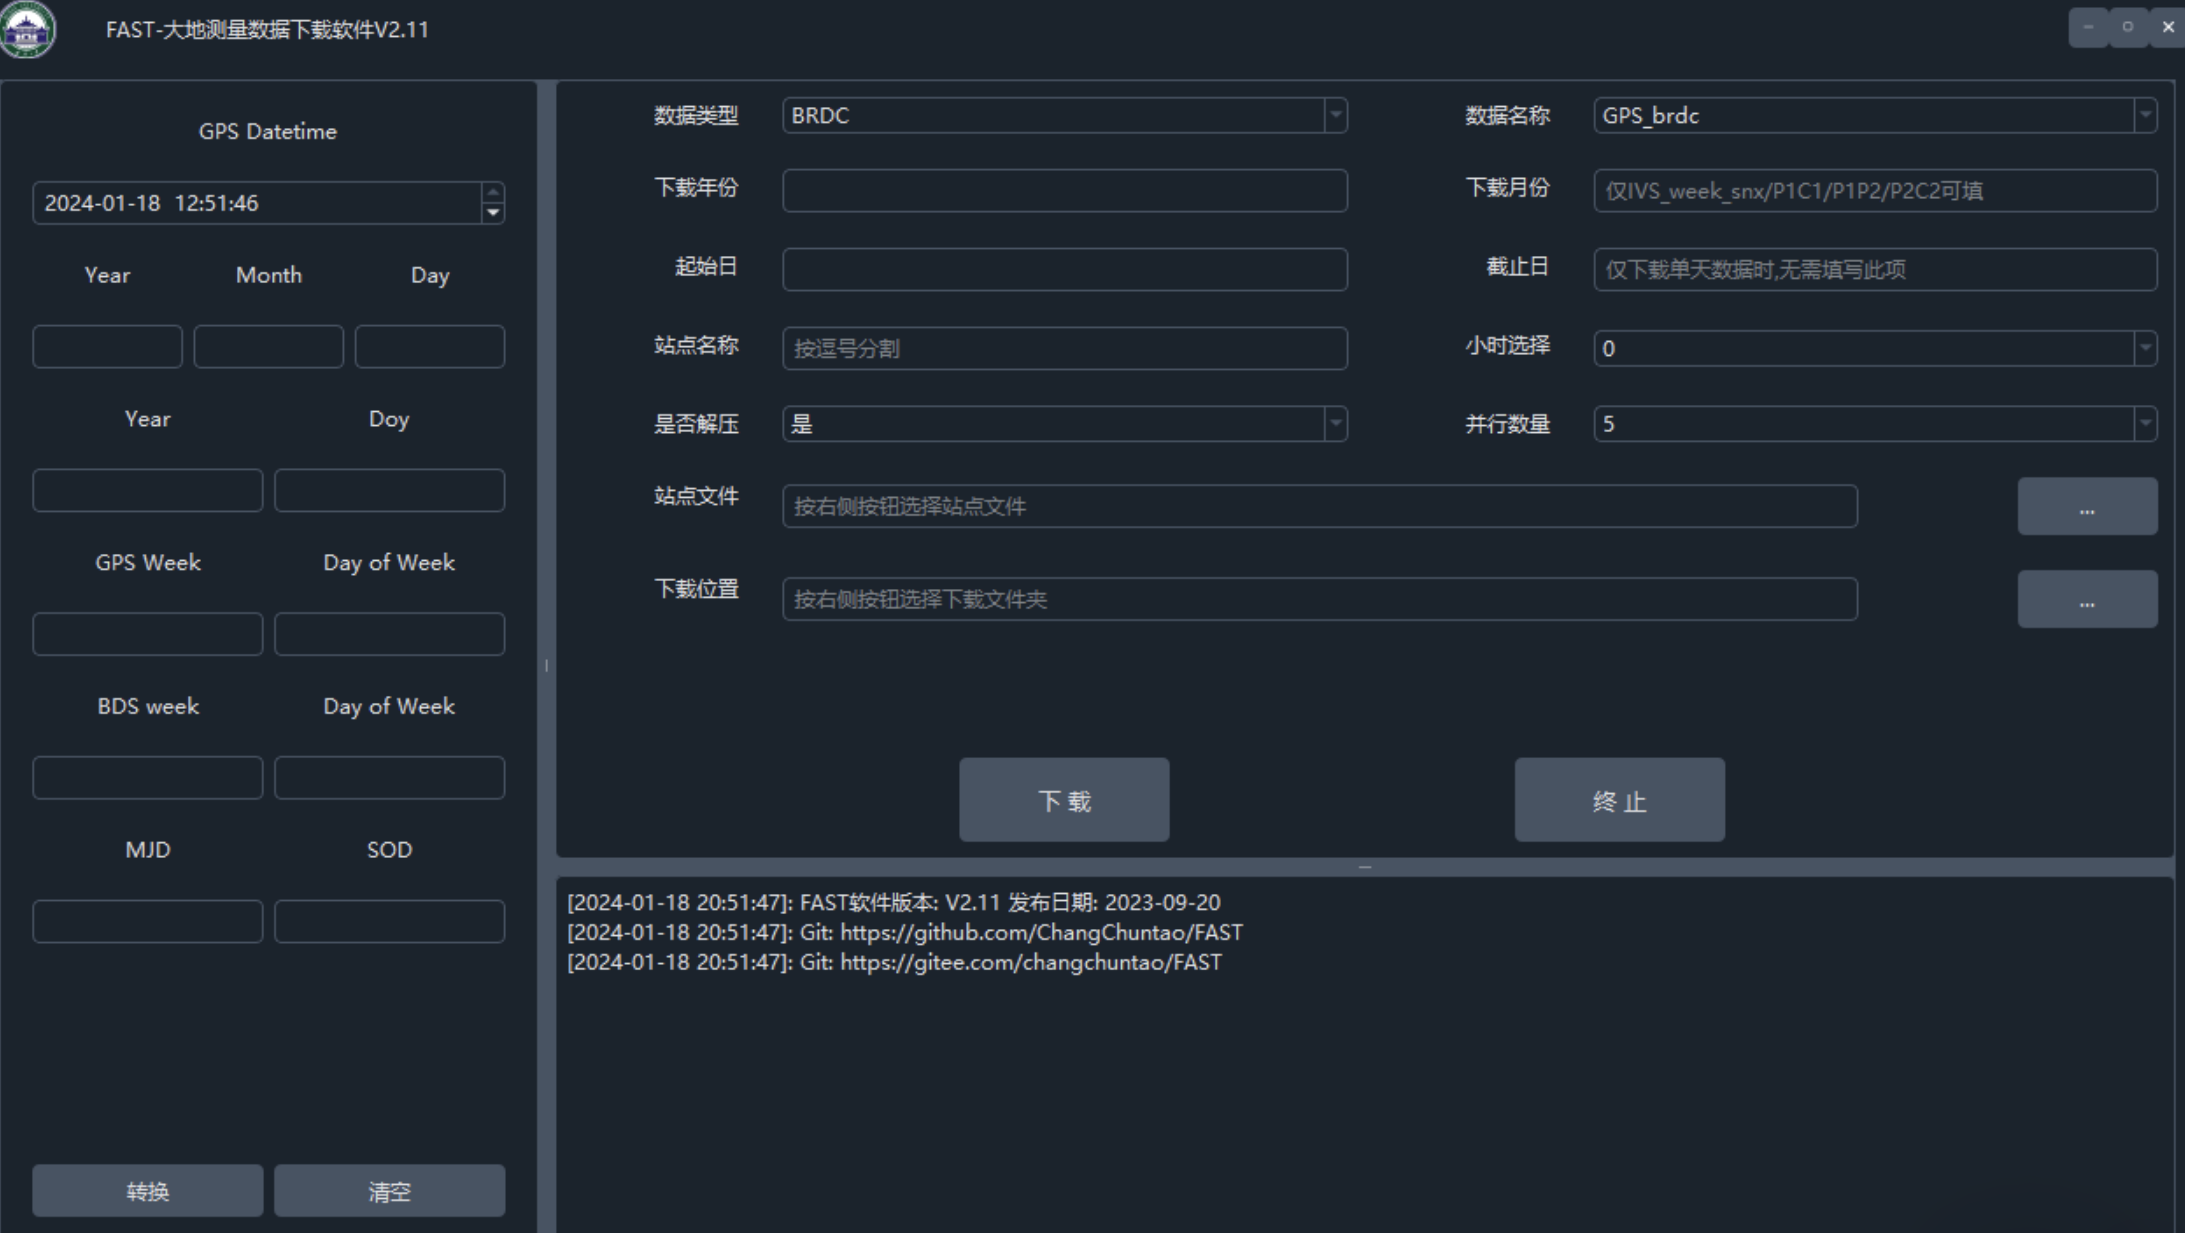 FAST-大地测量数据下载软件V2.11
GPS Datetime
2024-01-18 12:51:46
Year Month Day
Year Doy
GPS Week Day of Week
BDS week Day of Week
MJD SOD
转换 清空
数据类型 BRDC 数据名称 GPS_brdc
下载年份 下载月份 仅IVS_week_snx/P1C1/P1P2/P2C2可填
起始日 截止日 仅下载单天数据时,无需填写此项
站点名称 按逗号分割 小时选择 0
是否解压 是 并行数量 5
站点文件 按右侧按钮选择站点文件 ...
下载位置 按右侧按钮选择下载文件夹 ...
下 载 终 止
[2024-01-18 20:51:47]: FAST软件版本: V2.11 发布日期: 2023-09-20
[2024-01-18 20:51:47]: Git: https://github.com/ChangChuntao/FAST
[2024-01-18 20:51:47]: Git: https://gitee.com/changchuntao/FAST